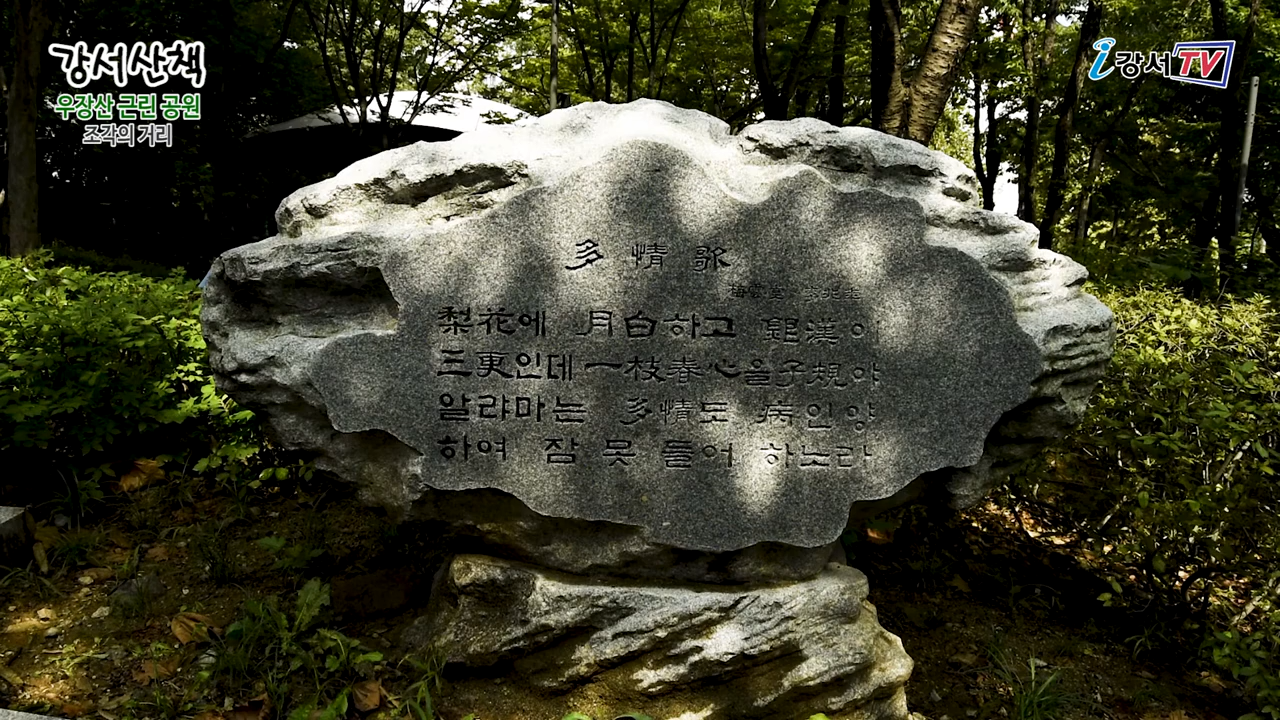 강서산책
우장산 근린 공원
조각의 거리
i강서TV
多情歌
梅雲堂 李兆年
梨花에 月白하고 銀漢이
三更인데 一枝春心을 子規야
알랴마는 多情도 病인양
하여 잠 못 들어 하노라